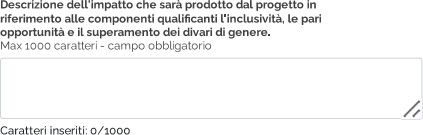 Descrizione dell'impatto che sarà prodotto dal progetto in
riferimento alle componenti qualificanti l'inclusività, le pari
opportunità e il superamento dei divari di genere.
Max 1000 caratteri - campo obbligatorio
Caratteri inseriti: 0/1000